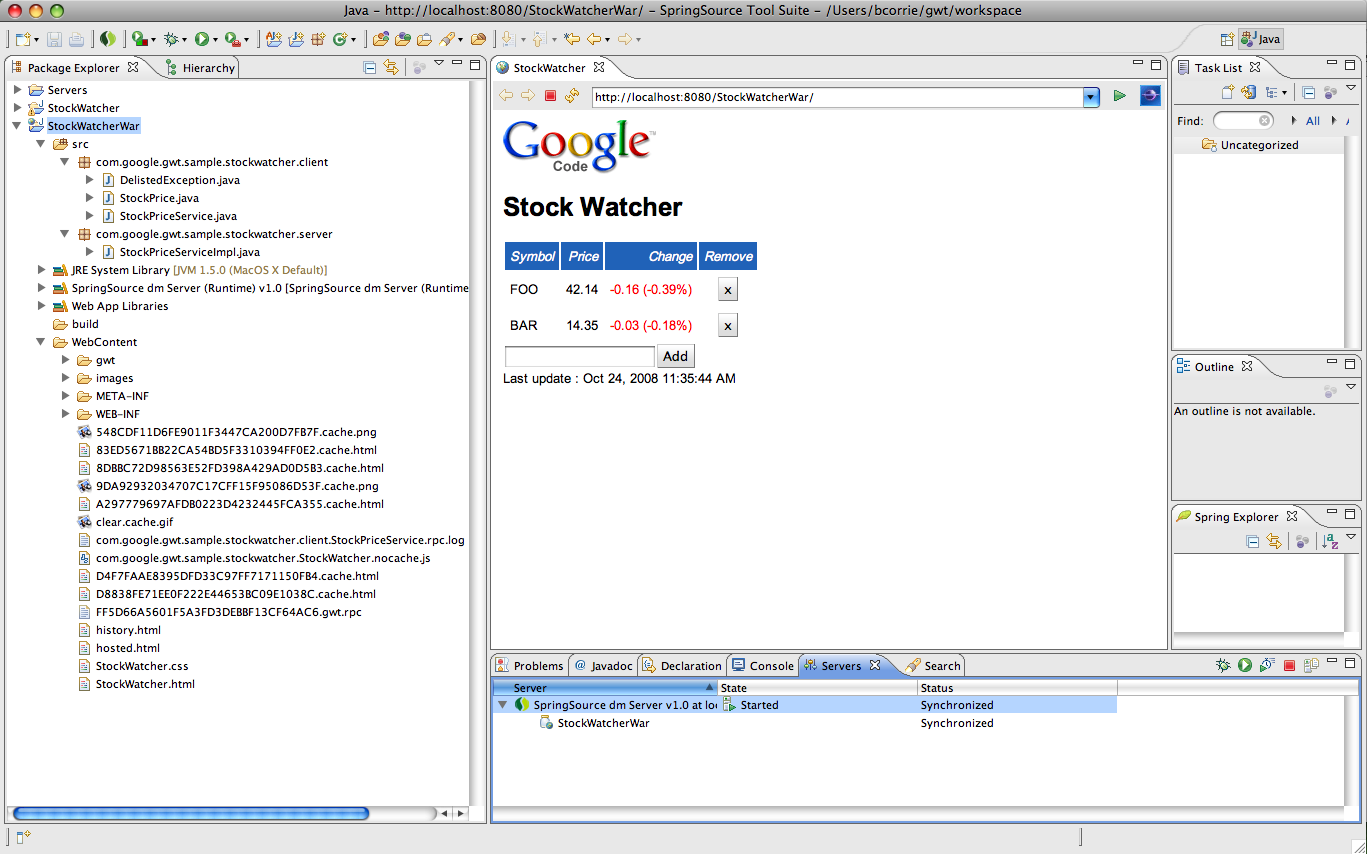 Java – http://localhost:8080/StockWatcherWar/ – SpringSource Tool Suite – /Users/bcorrie/gwt/workspace
Java
Package Explorer
Hierarchy
Servers
StockWatcher
StockWatcherWar
src
com.google.gwt.sample.stockwatcher.client
DelistedException.java
StockPrice.java
StockPriceService.java
com.google.gwt.sample.stockwatcher.server
StockPriceServiceImpl.java
JRE System Library [JVM 1.5.0 (MacOS X Default)]
SpringSource dm Server (Runtime) v1.0 [SpringSource dm Server (Runtime
Web App Libraries
build
WebContent
gwt
images
META-INF
WEB-INF
548CDF11D6FE9011F3447CA200D7FB7F.cache.png
83ED5671BB22CA54BD5F3310394FF0E2.cache.html
8DBBC72D98563E52FD398A429AD0D5B3.cache.html
9DA92932034707C17CFF15F95086D53F.cache.png
A297779697AFDB0223D4232445FCA355.cache.html
clear.cache.gif
com.google.gwt.sample.stockwatcher.client.StockPriceService.rpc.log
com.google.gwt.sample.stockwatcher.StockWatcher.nocache.js
D4F7FAAE8395DFD33C97FF7171150FB4.cache.html
D8838FE71EE0F222E44653BC09E1038C.cache.html
FF5D66A5601F5A3FD3DEBBF13CF64AC6.gwt.rpc
history.html
hosted.html
StockWatcher.css
StockWatcher.html
StockWatcher
http://localhost:8080/StockWatcherWar/
Google
Code
Stock Watcher
Symbol Price Change Remove
FOO 42.14 -0.16 (-0.39%) x
BAR 14.35 -0.03 (-0.18%) x
Add
Last update : Oct 24, 2008 11:35:44 AM
Task List
Find: All
Uncategorized
Outline
An outline is not available.
Spring Explorer
Problems @ Javadoc Declaration Console Servers Search
Server State Status
SpringSource dm Server v1.0 at lo Started Synchronized
StockWatcherWar Synchronized